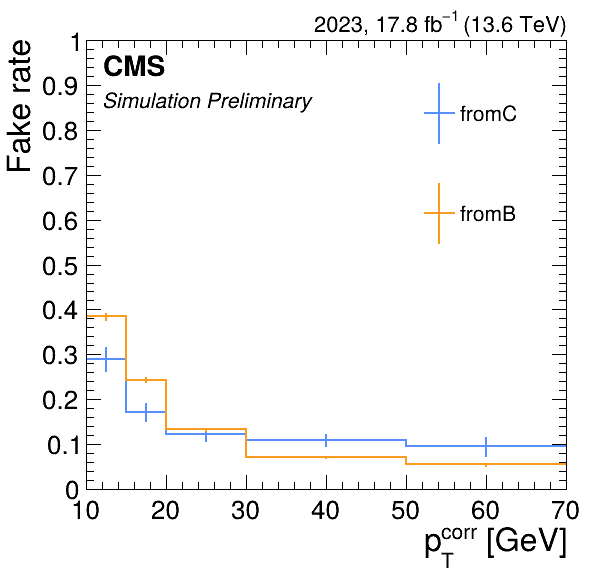 2023, 17.8 fb⁻¹ (13.6 TeV)
CMS
Simulation Preliminary
fromC
fromB
Fake rate
1
0.9
0.8
0.7
0.6
0.5
0.4
0.3
0.2
0.1
0
10 20 30 40 50 60 70
p_T^corr [GeV]